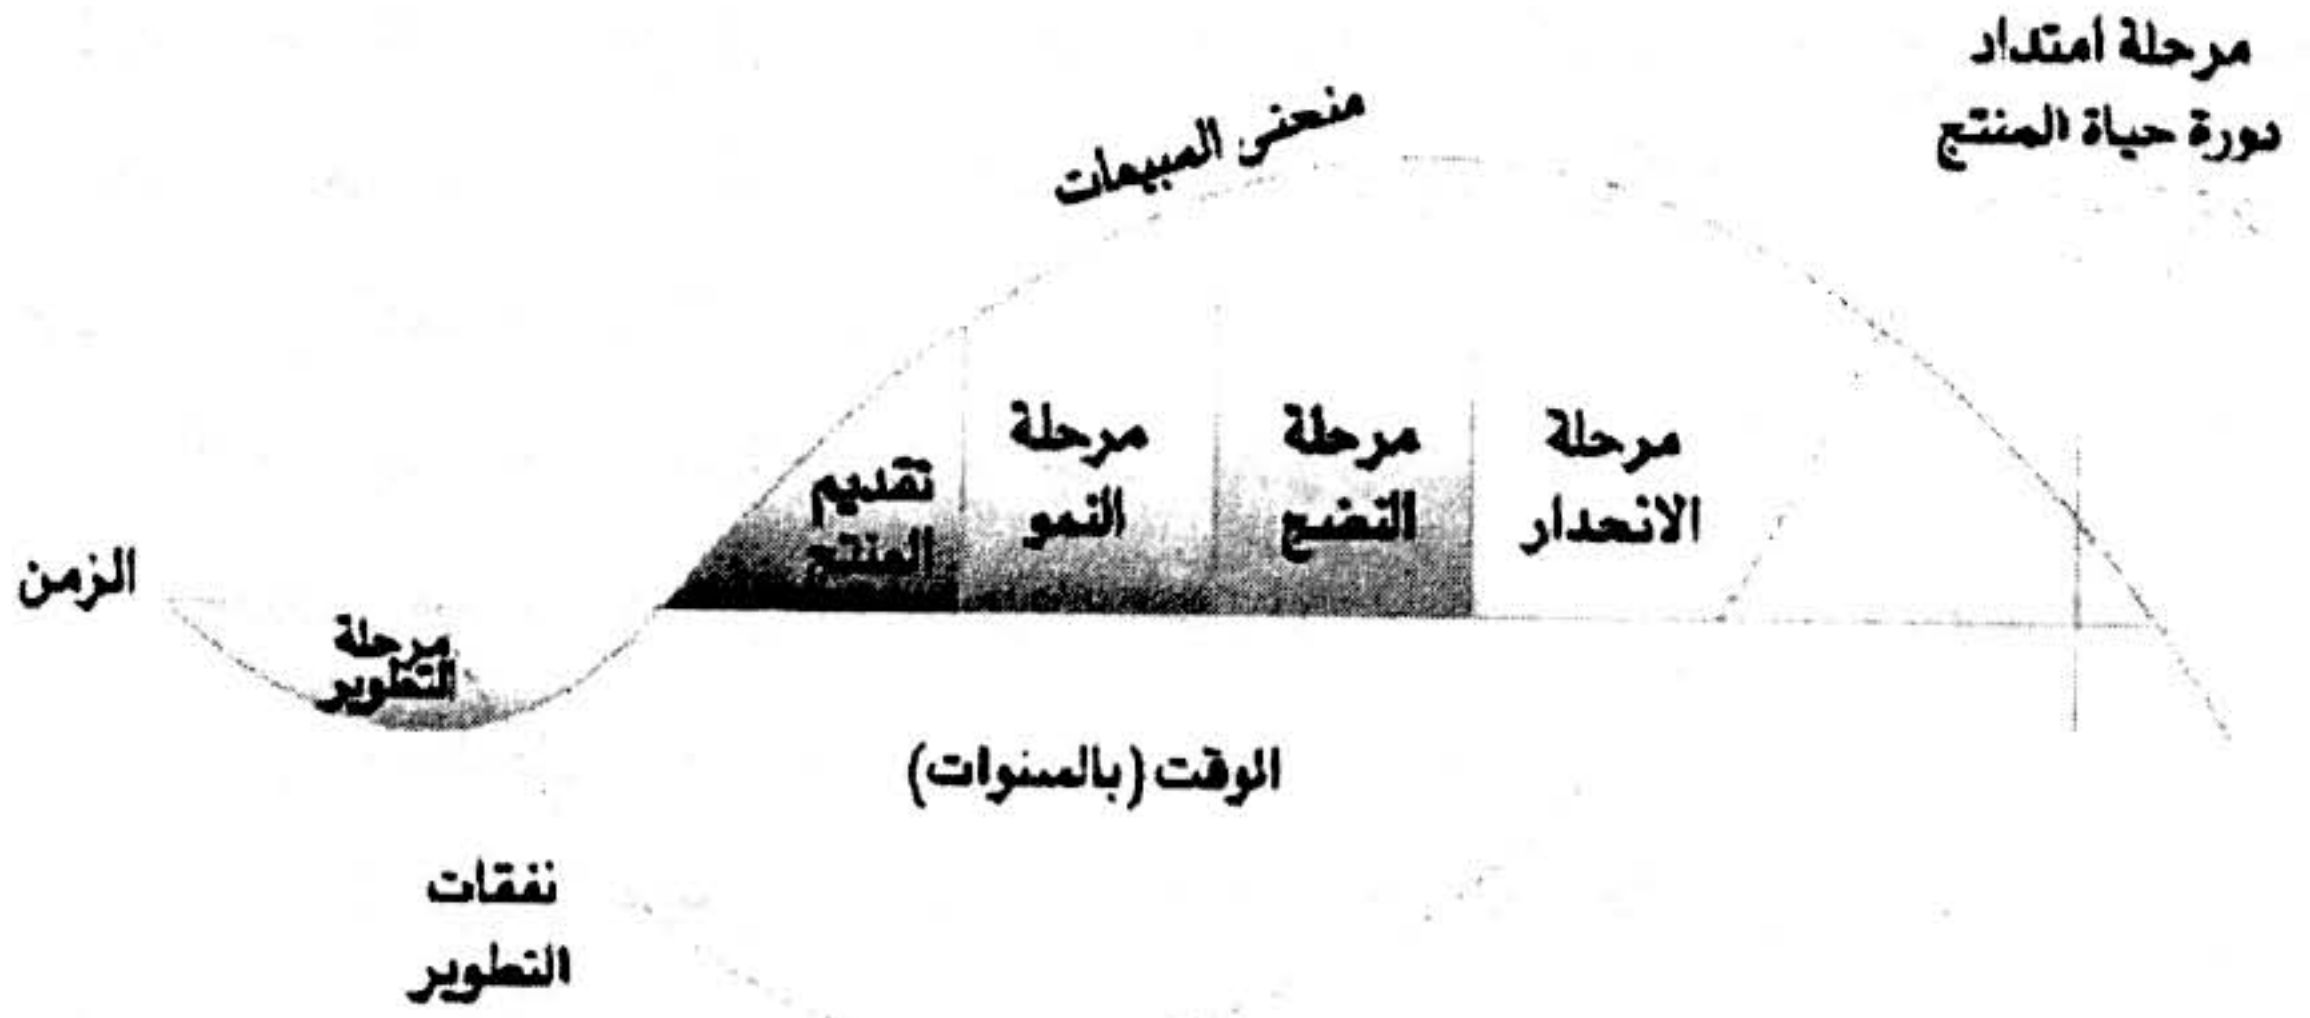 مرحلة امتداد
دورة حياة المنتج
منحنى المبيعات
مرحلة
الانحدار
مرحلة
النضج
مرحلة
النمو
تقديم
المنتج
الزمن
مرحلة
التطوير
الوقت (بالسنوات)
نفقات
التطوير